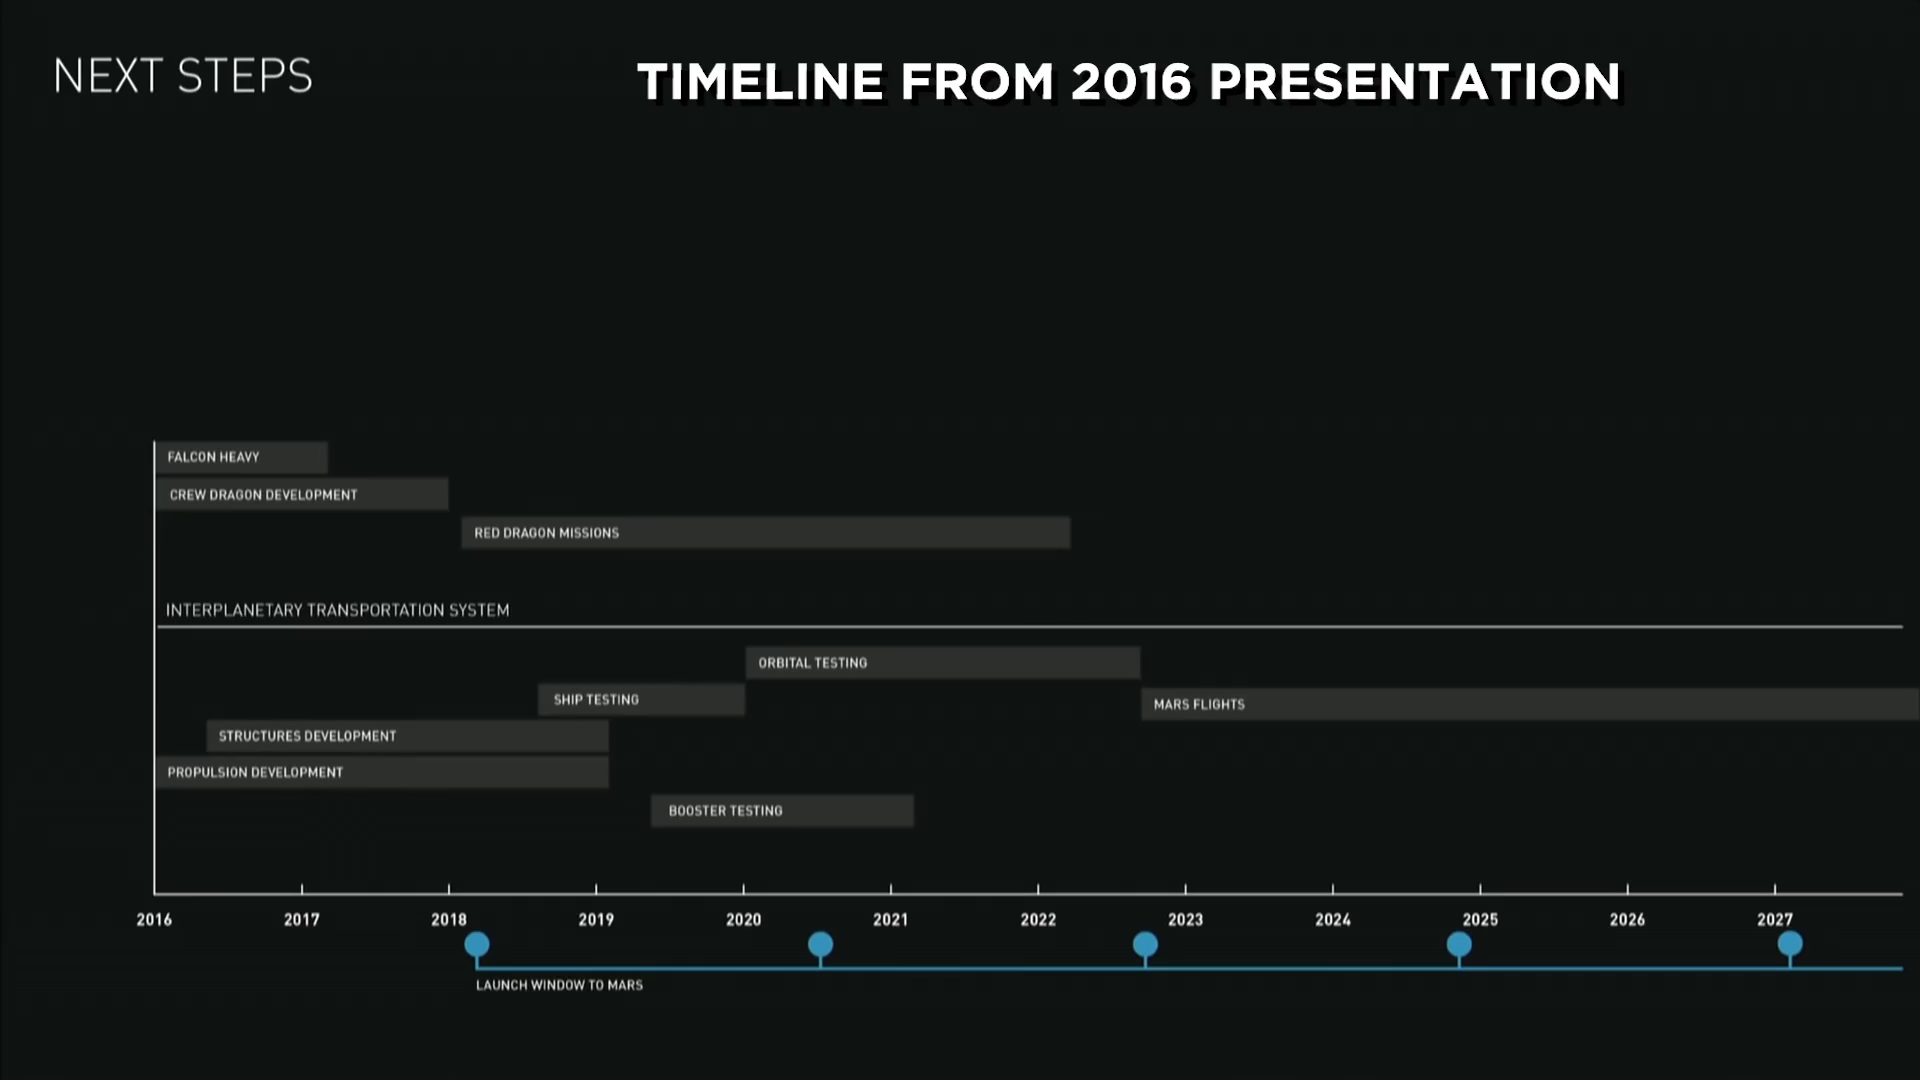 NEXT STEPS
TIMELINE FROM 2016 PRESENTATION
FALCON HEAVY
CREW DRAGON DEVELOPMENT
RED DRAGON MISSIONS
INTERPLANETARY TRANSPORTATION SYSTEM
ORBITAL TESTING
SHIP TESTING
MARS FLIGHTS
STRUCTURES DEVELOPMENT
PROPULSION DEVELOPMENT
BOOSTER TESTING
2016 2017 2018 2019 2020 2021 2022 2023 2024 2025 2026 2027
LAUNCH WINDOW TO MARS